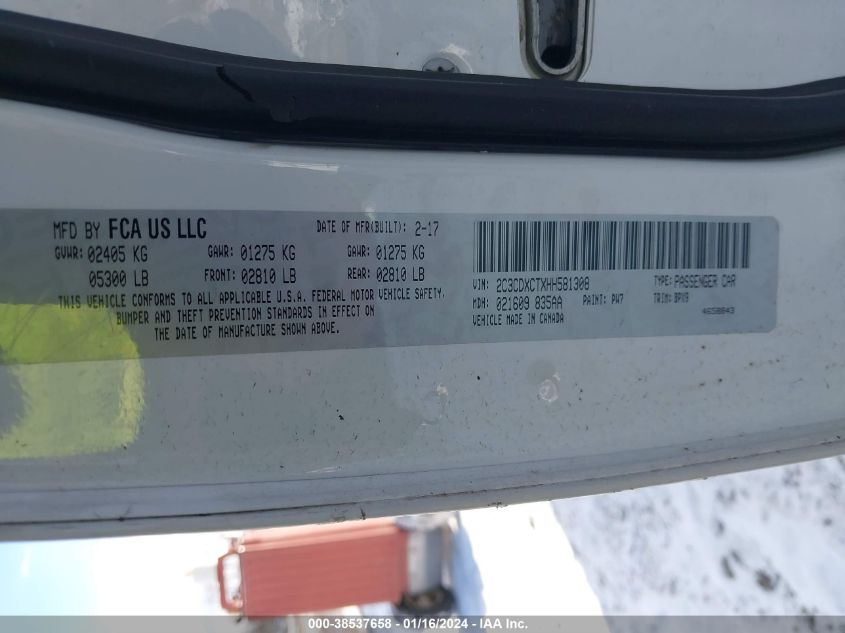 MFD BY FCA US LLC DATE OF MFR(BUILT): 2-17
GVWR: 02405 KG GAWR: 01275 KG GAWR: 01275 KG
05300 LB FRONT: 02810 LB REAR: 02810 LB
THIS VEHICLE CONFORMS TO ALL APPLICABLE U.S.A. FEDERAL MOTOR VEHICLE SAFETY,
BUMPER AND THEFT PREVENTION STANDARDS IN EFFECT ON
THE DATE OF MANUFACTURE SHOWN ABOVE.
VIN: 2C3CDXCTXHH581308 TYPE: PASSENGER CAR
MDH: 021609 835AA PAINT: PW7 TRIM: BPX9
VEHICLE MADE IN CANADA 4658843
000-38537658 - 01/16/2024 - IAA Inc.